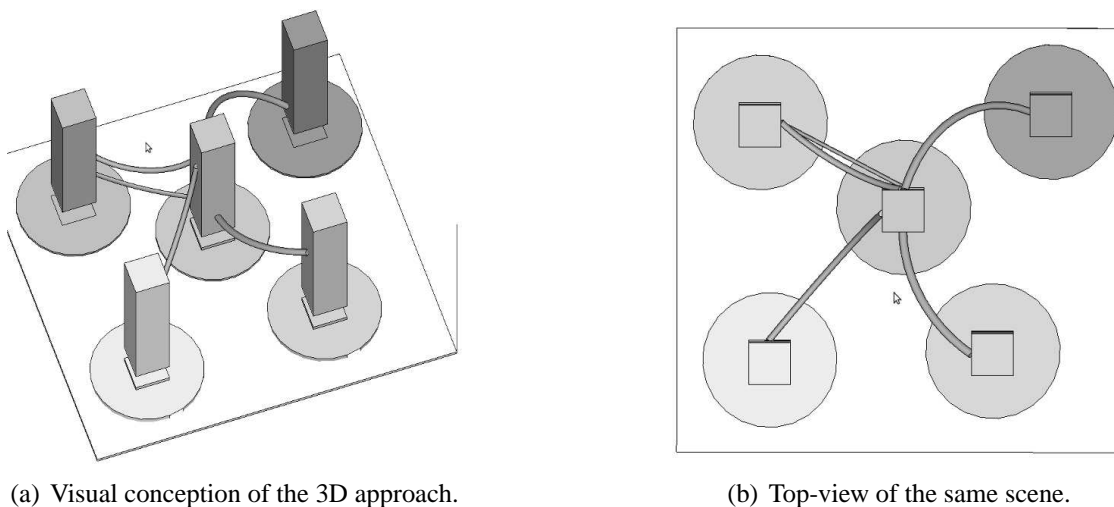 (a) Visual conception of the 3D approach.
(b) Top-view of the same scene.